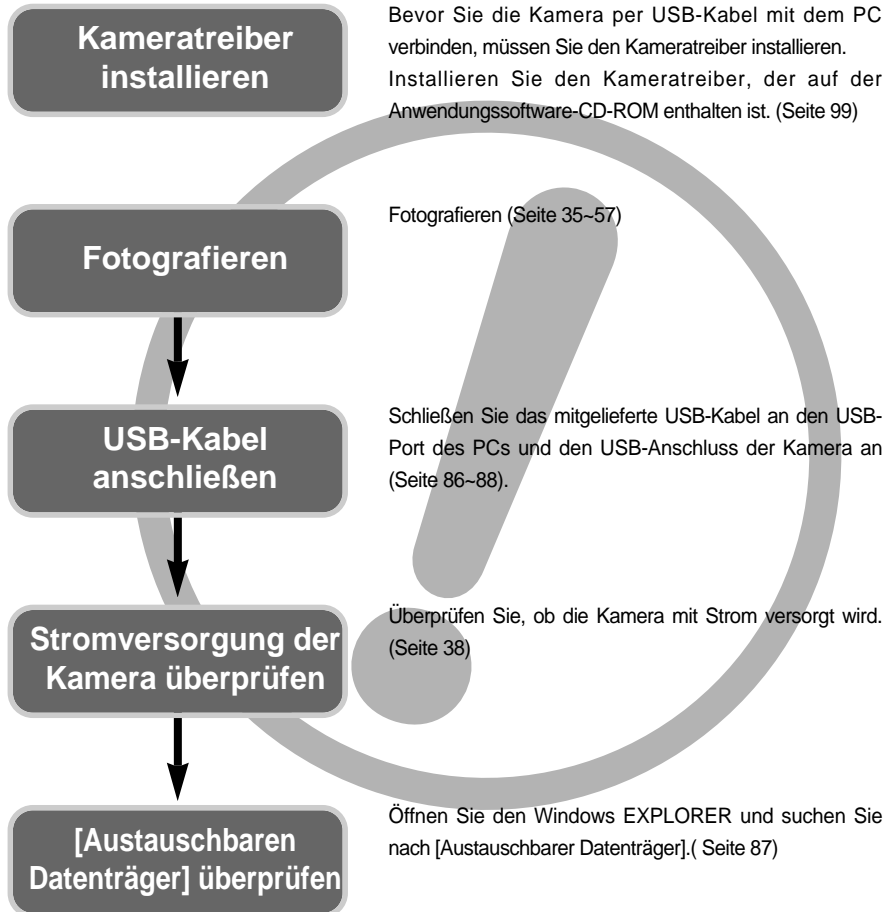 Kameratreiber
installieren
Bevor Sie die Kamera per USB-Kabel mit dem PC
verbinden, müssen Sie den Kameratreiber installieren.
Installieren Sie den Kameratreiber, der auf der
Anwendungssoftware-CD-ROM enthalten ist. (Seite 99)
Fotografieren
Fotografieren (Seite 35~57)
USB-Kabel
anschließen
Schließen Sie das mitgelieferte USB-Kabel an den USB-
Port des PCs und den USB-Anschluss der Kamera an
(Seite 86~88).
Stromversorgung der
Kamera überprüfen
Überprüfen Sie, ob die Kamera mit Strom versorgt wird.
(Seite 38)
[Austauschbaren
Datenträger] überprüfen
Öffnen Sie den Windows EXPLORER und suchen Sie
nach [Austauschbarer Datenträger].( Seite 87)